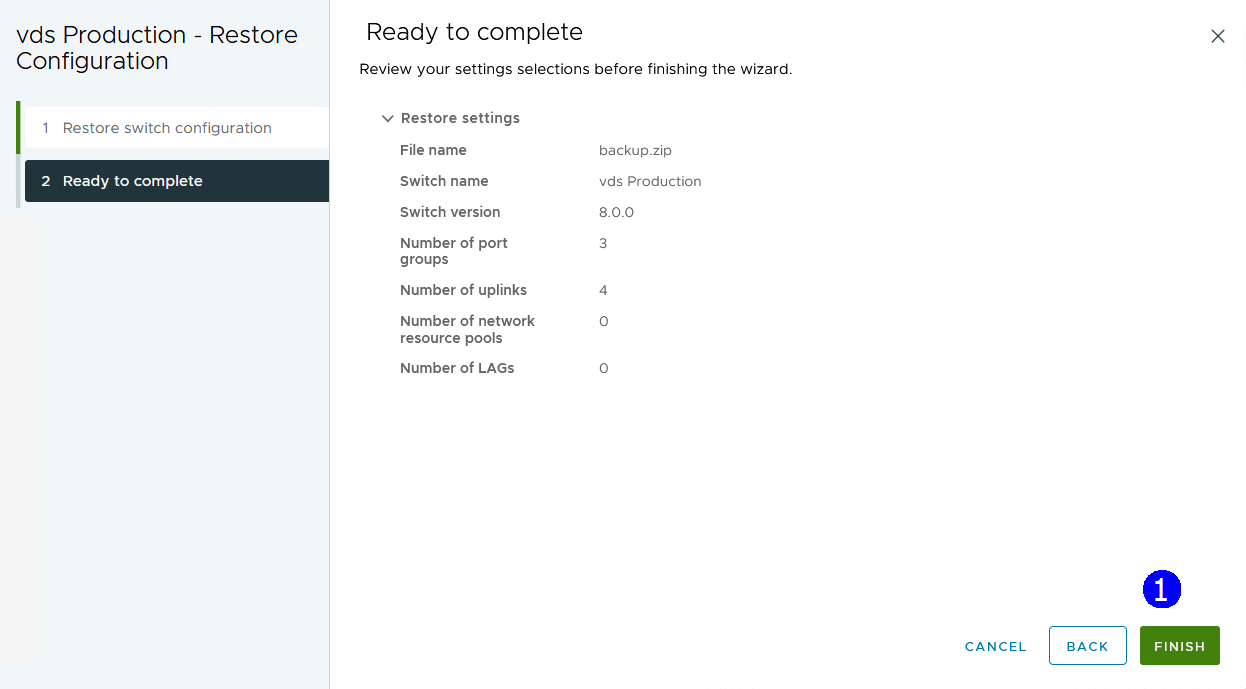 vds Production - Restore
Configuration
1 Restore switch configuration
2 Ready to complete
Ready to complete
Review your settings selections before finishing the wizard.
Restore settings
File name backup.zip
Switch name vds Production
Switch version 8.0.0
Number of port 3
groups
Number of uplinks 4
Number of network 0
resource pools
Number of LAGs 0
1
CANCEL BACK FINISH